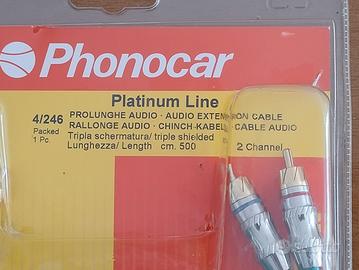 Phonocar
Platinum Line
4/246
Packed
1 Pc.
PROLUNGHE AUDIO · AUDIO EXTENSION CABLE
RALLONGE AUDIO · CHINCH-KABEL · CABLE AUDIO
Tripla schermatura/ triple shielded
Lunghezza/ Length cm. 500
2 Channel